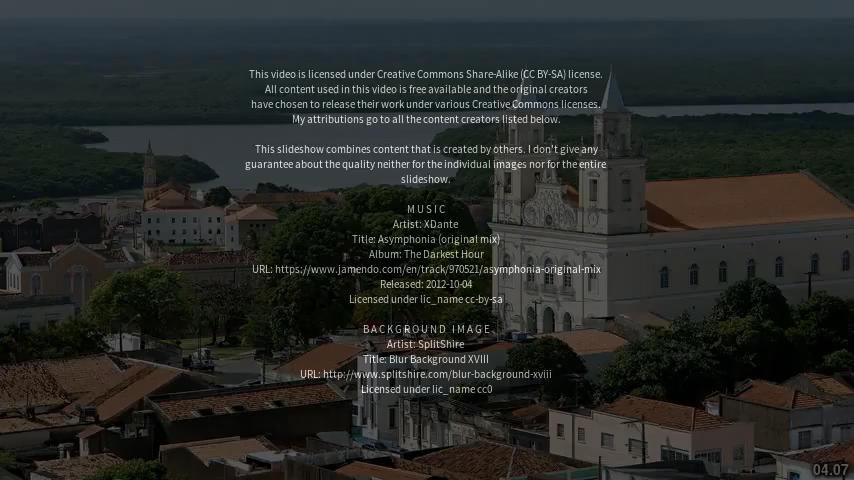 This video is licensed under Creative Commons Share-Alike (CC BY-SA) license.
All content used in this video is free available and the original creators
have chosen to release their work under various Creative Commons licenses.
My attributions go to all the content creators listed below.
This slideshow combines content that is created by others. I don't give any
guarantee about the quality neither for the individual images nor for the entire
slideshow.
MUSIC
Artist: XDante
Title: Asymphonia (original mix)
Album: The Darkest Hour
URL: https://www.jamendo.com/en/track/970521/asymphonia-original-mix
Released: 2012-10-04
Licensed under lic_name cc-by-sa
BACKGROUND IMAGE
Artist: SplitShire
Title: Blur Background XVIII
URL: http://www.splitshire.com/blur-background-xviii
Licensed under lic_name cc0
04.07